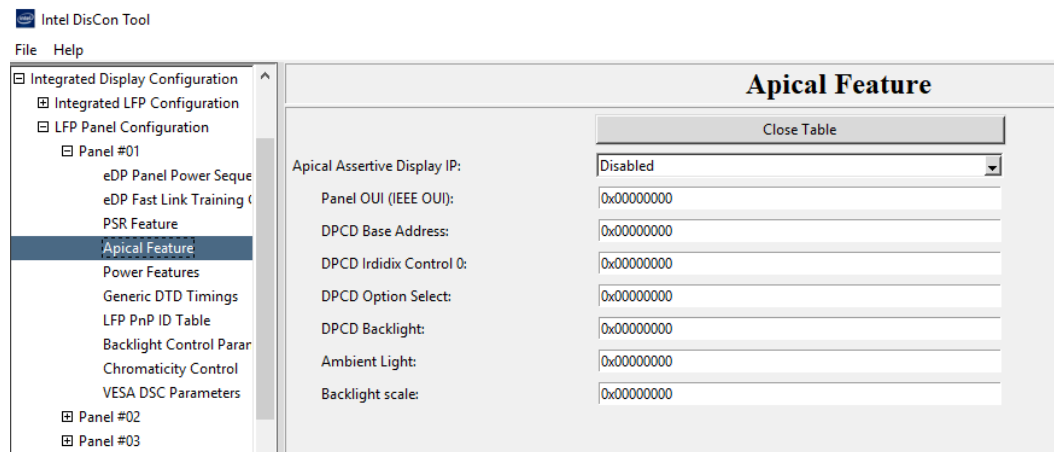 Intel DisCon Tool
File Help
Integrated Display Configuration
Integrated LFP Configuration
LFP Panel Configuration
Panel #01
eDP Panel Power Seque
eDP Fast Link Training
PSR Feature
Apical Feature
Power Features
Generic DTD Timings
LFP PnP ID Table
Backlight Control Paran
Chromaticity Control
VESA DSC Parameters
Panel #02
Panel #03
Apical Feature
Close Table
Apical Assertive Display IP: Disabled
Panel OUI (IEEE OUI): 0x00000000
DPCD Base Address: 0x00000000
DPCD Irdidix Control 0: 0x00000000
DPCD Option Select: 0x00000000
DPCD Backlight: 0x00000000
Ambient Light: 0x00000000
Backlight scale: 0x00000000